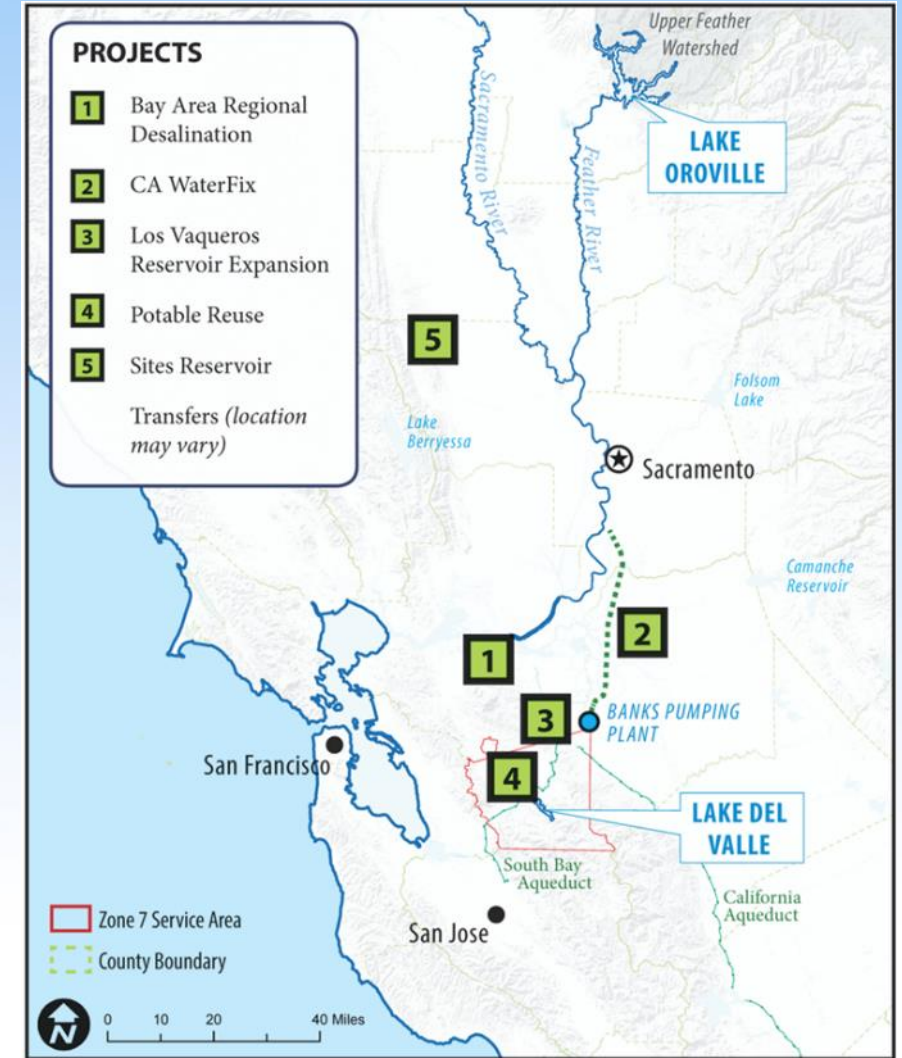 PROJECTS
1 Bay Area Regional
Desalination
2 CA WaterFix
3 Los Vaqueros
Reservoir Expansion
4 Potable Reuse
5 Sites Reservoir
Transfers (location
may vary)
Upper Feather
Watershed
LAKE
OROVILLE
Sacramento River
Feather River
5
Folsom
Lake
Lake
Berryessa
Sacramento
Camanche
Reservoir
2
1
3
BANKS PUMPING
PLANT
San Francisco
4
LAKE DEL
VALLE
South Bay
Aqueduct
California
Aqueduct
San Jose
Zone 7 Service Area
County Boundary
N
0 10 20 40 Miles